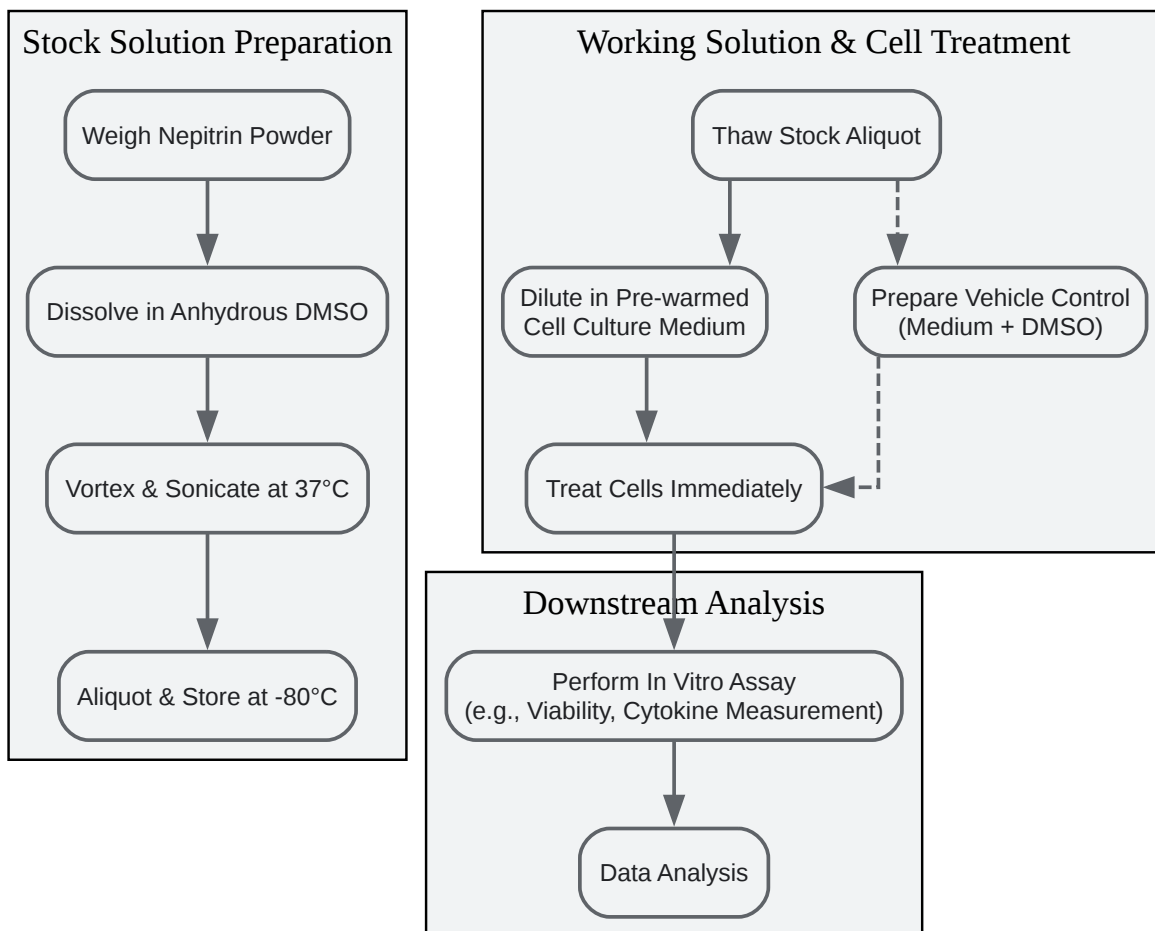 Stock Solution Preparation
Weigh Nepitrin Powder
Dissolve in Anhydrous DMSO
Vortex & Sonicate at 37°C
Aliquot & Store at -80°C
Working Solution & Cell Treatment
Thaw Stock Aliquot
Dilute in Pre-warmed
Cell Culture Medium
Prepare Vehicle Control
(Medium + DMSO)
Treat Cells Immediately
Downstream Analysis
Perform In Vitro Assay
(e.g., Viability, Cytokine Measurement)
Data Analysis